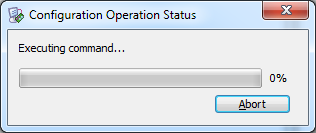 Configuration Operation Status
Executing command...
0%
Abort